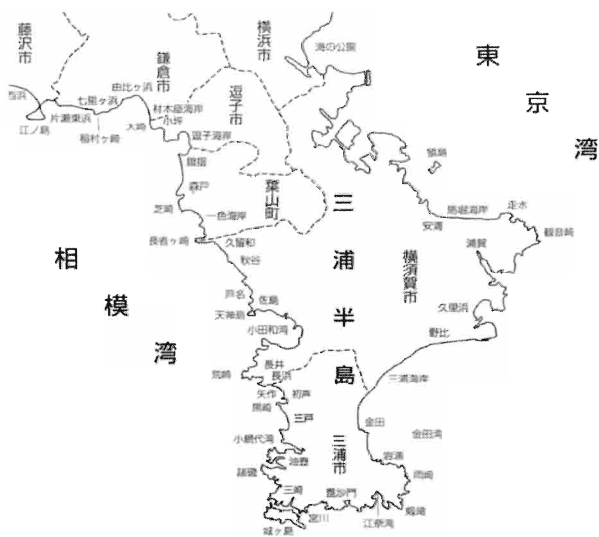 藤沢市
鎌倉市
横浜市
海の公園
東京湾
逗子市
由比ヶ浜
七里ヶ浜
材木座海岸
小坪
西浜
片瀬東浜
江ノ島
稲村ヶ崎
大崎
逗子海岸
鐙摺
森戸
葉山町
芝崎
一色海岸
長者ヶ崎
久留和
秋谷
三浦半島
猿島
馬堀海岸
走水
安浦
観音崎
浦賀
横須賀市
久里浜
野比
相模湾
芦名
佐島
天神島
小田和湾
長井
長浜
荒崎
矢作
初声
黒崎
三戸
三浦海岸
金田
金田湾
小網代湾
油壺
三浦市
岩浦
雨崎
諸磯
三崎
毘沙門
剱崎
城ヶ島
宮川
江奈湾